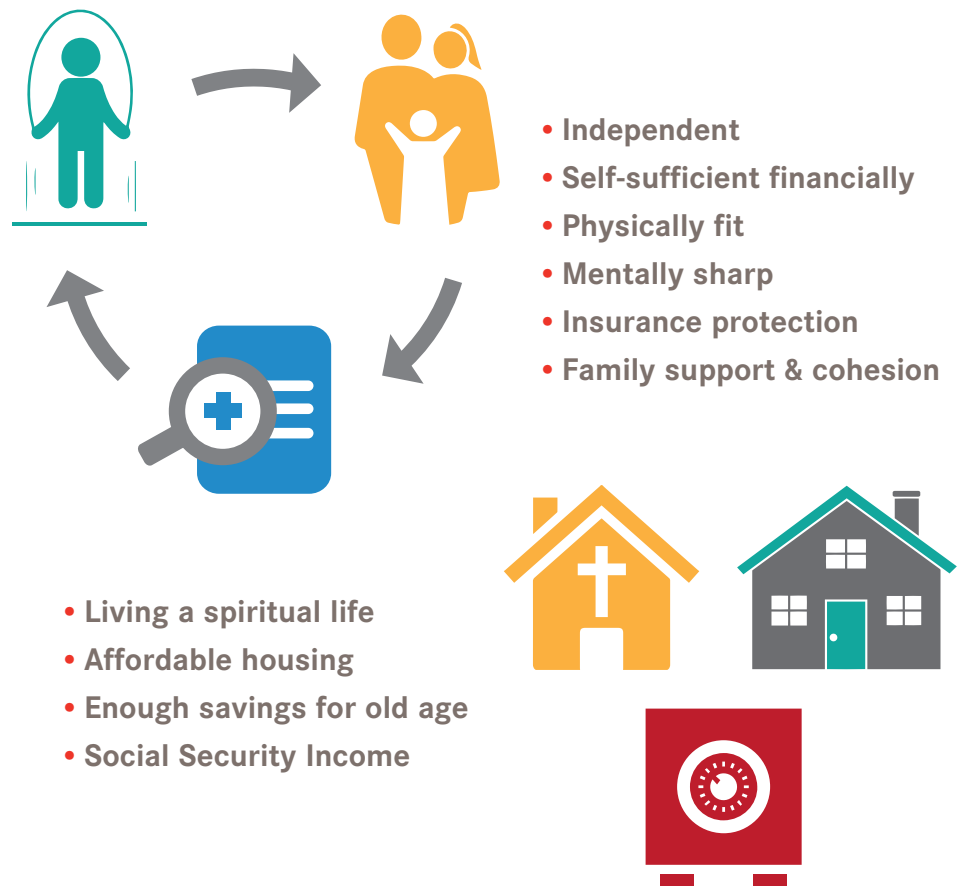 • Independent
• Self-sufficient financially
• Physically fit
• Mentally sharp
• Insurance protection
• Family support & cohesion
• Living a spiritual life
• Affordable housing
• Enough savings for old age
• Social Security Income